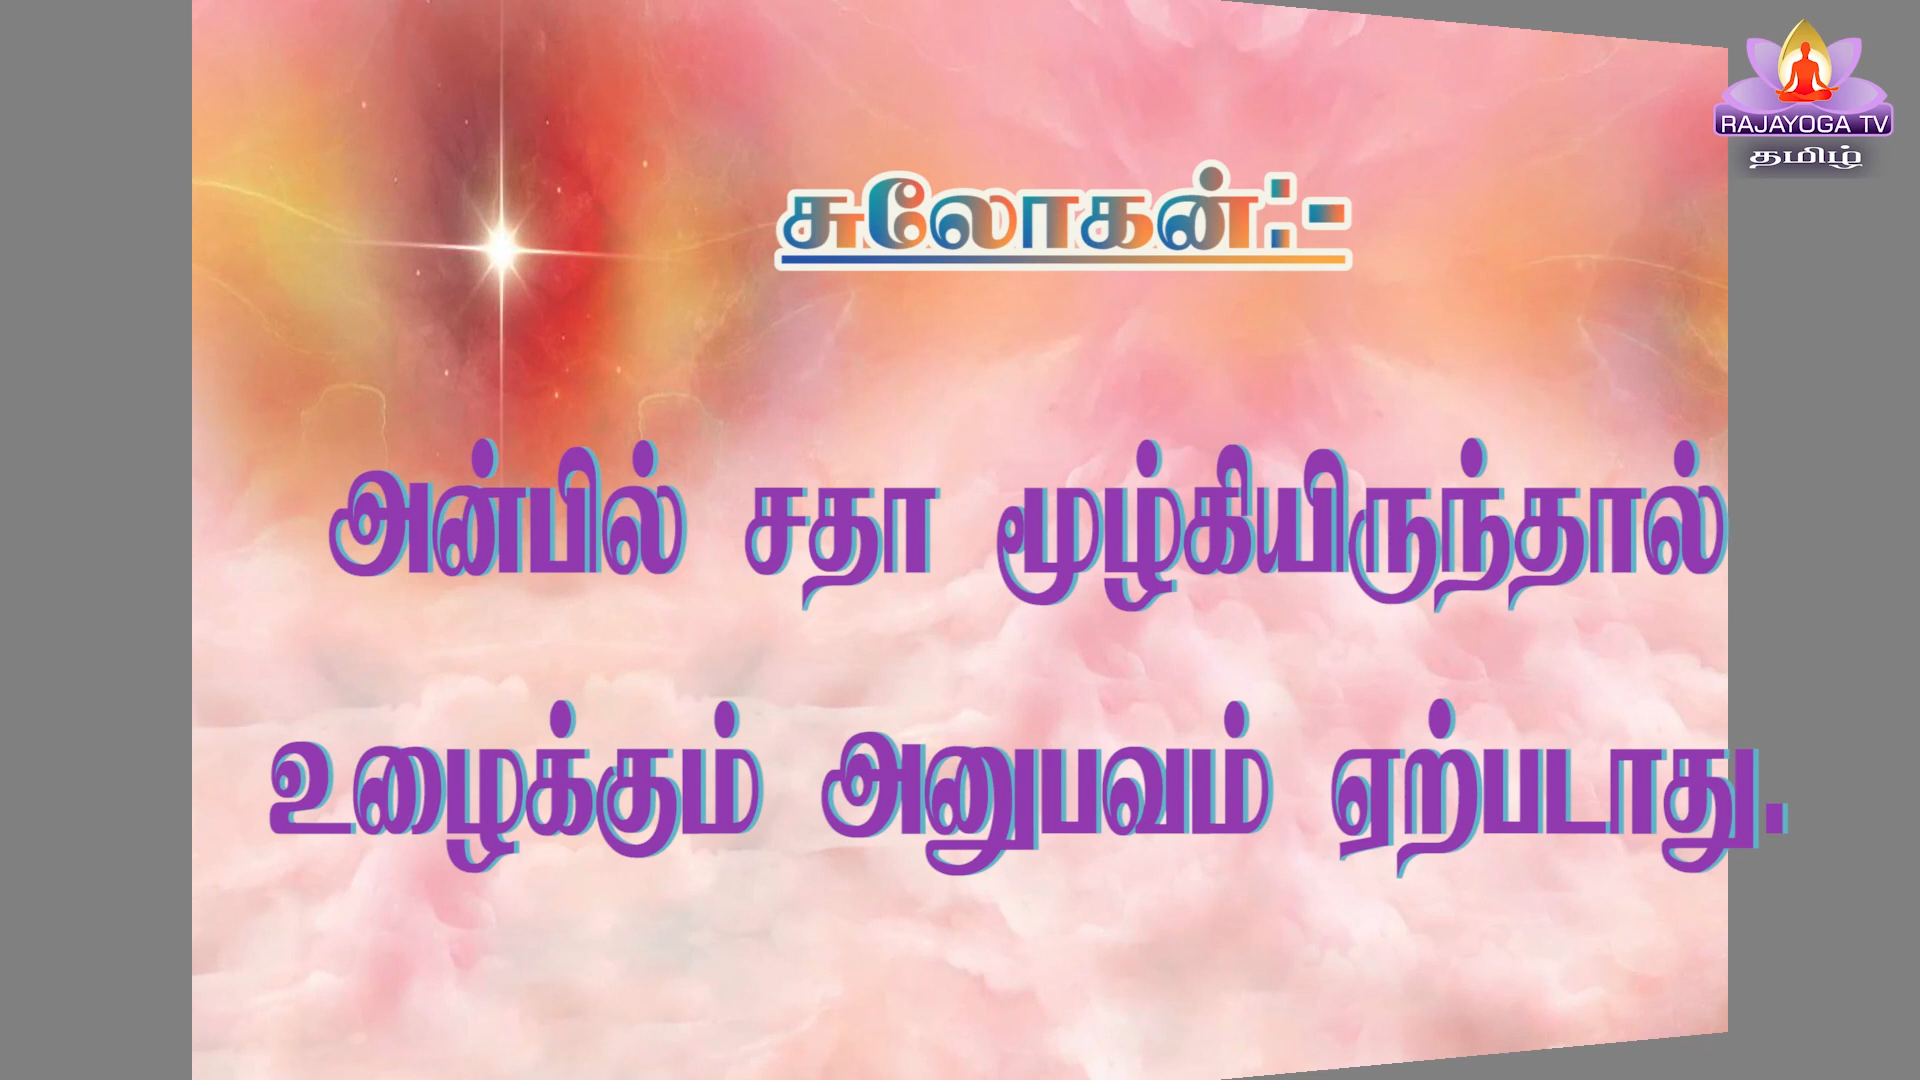 RAJAYOGA TV
தமிழ்
சுலோகன்:-
அன்பில் சதா மூழ்கியிருந்தால்
உழைக்கும் அனுபவம் ஏற்படாது.